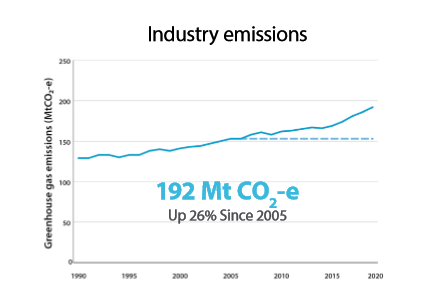 Industry emissions
Greenhouse gas emissions (MtCO₂-e)
250
200
150
100
50
0
192 Mt CO₂-e
Up 26% Since 2005
1990 1995 2000 2005 2010 2015 2020